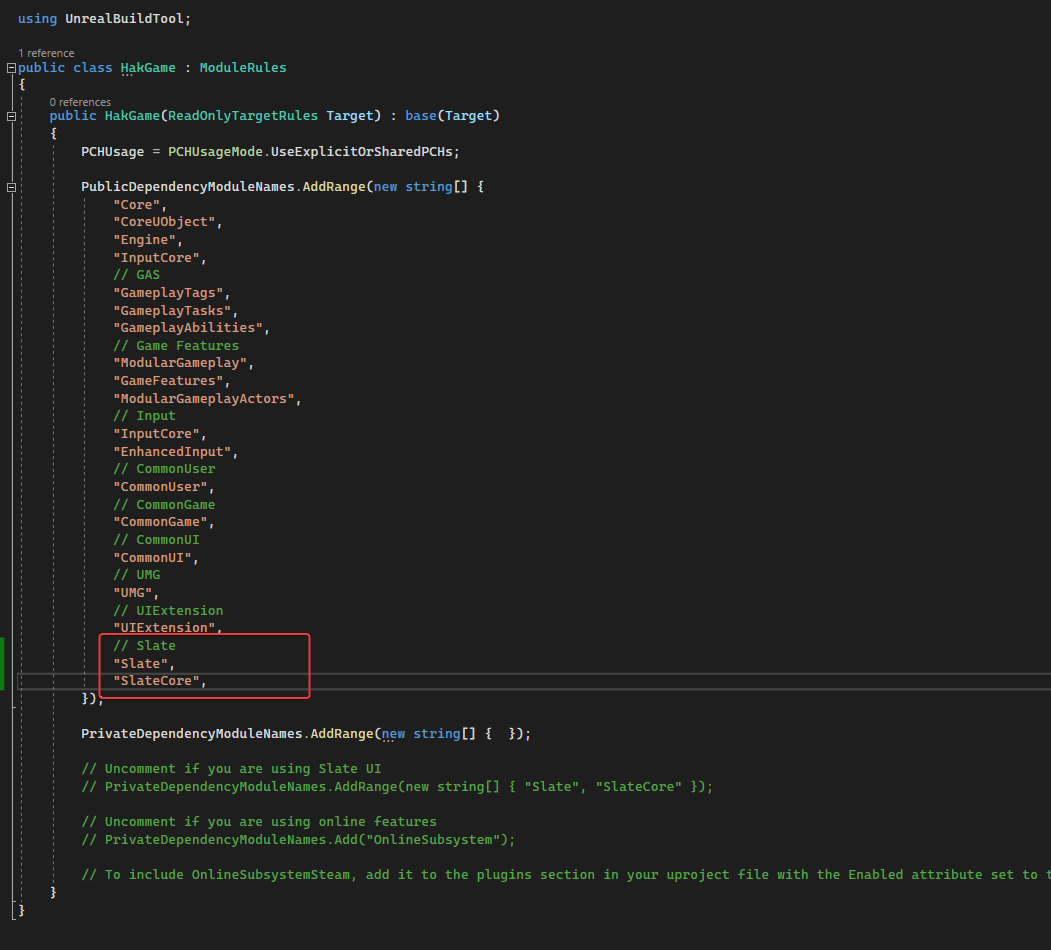 using UnrealBuildTool;
1 reference
public class HakGame : ModuleRules
{
0 references
public HakGame(ReadOnlyTargetRules Target) : base(Target)
{
PCHUsage = PCHUsageMode.UseExplicitOrSharedPCHs;
PublicDependencyModuleNames.AddRange(new string[] {
"Core",
"CoreUObject",
"Engine",
"InputCore",
// GAS
"GameplayTags",
"GameplayTasks",
"GameplayAbilities",
// Game Features
"ModularGameplay",
"GameFeatures",
"ModularGameplayActors",
// Input
"InputCore",
"EnhancedInput",
// CommonUser
"CommonUser",
// CommonGame
"CommonGame",
// CommonUI
"CommonUI",
// UMG
"UMG",
// UIExtension
"UIExtension",
// Slate
"Slate",
"SlateCore",
});
PrivateDependencyModuleNames.AddRange(new string[] {  });
// Uncomment if you are using Slate UI
// PrivateDependencyModuleNames.AddRange(new string[] { "Slate", "SlateCore" });
// Uncomment if you are using online features
// PrivateDependencyModuleNames.Add("OnlineSubsystem");
// To include OnlineSubsystemSteam, add it to the plugins section in your uproject file with the Enabled attribute set to
}
}